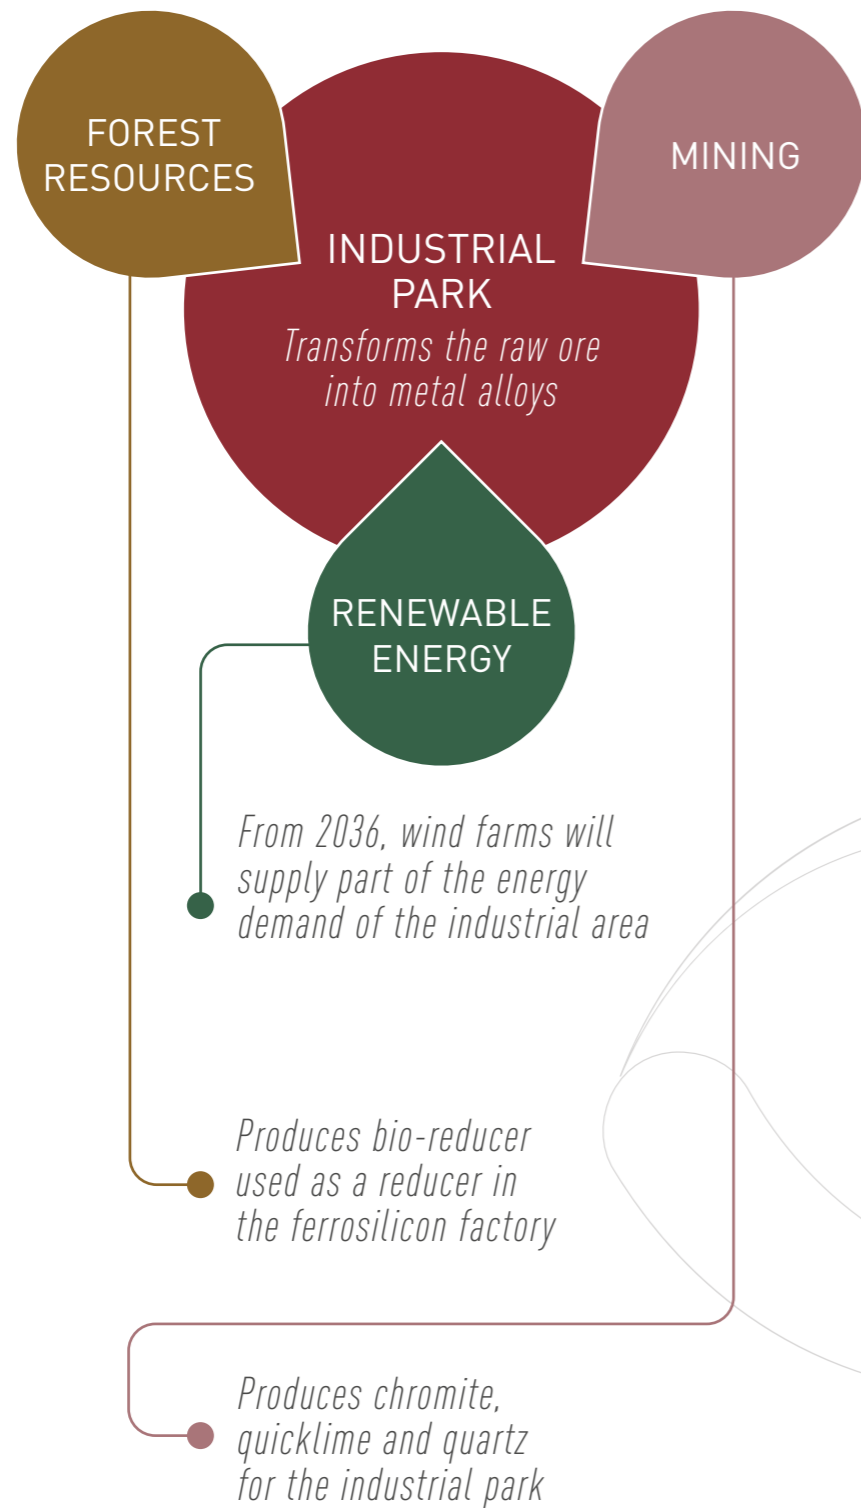 FOREST
RESOURCES
MINING
INDUSTRIAL
PARK
Transforms the raw ore
into metal alloys
RENEWABLE
ENERGY
From 2036, wind farms will
supply part of the energy
demand of the industrial area
Produces bio-reducer
used as a reducer in
the ferrosilicon factory
Produces chromite,
quicklime and quartz
for the industrial park